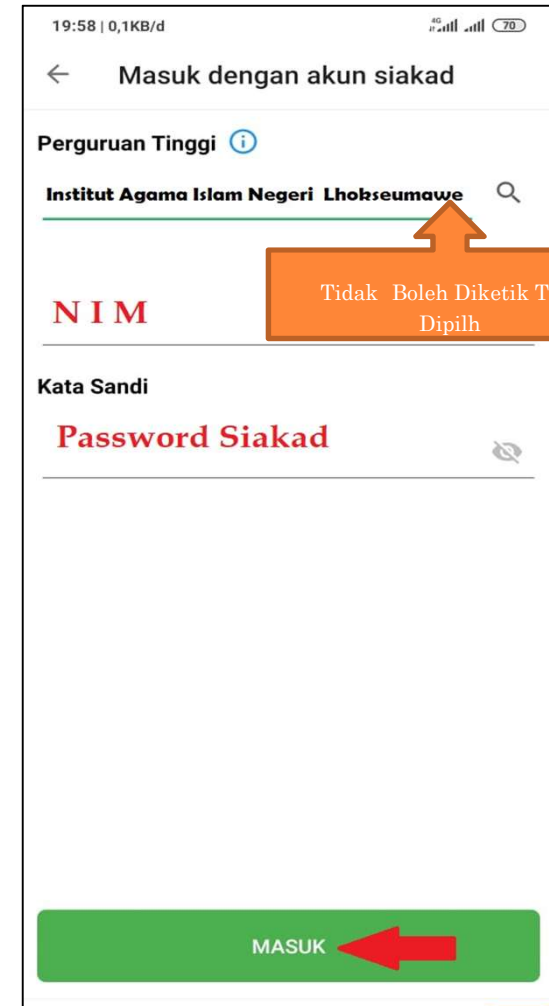 19:58 | 0,1KB/d 4G 70
Masuk dengan akun siakad
Perguruan Tinggi
Institut Agama Islam Negeri Lhokseumawe
Tidak Boleh Diketik T
Dipilh
N I M
Kata Sandi
Password Siakad
MASUK